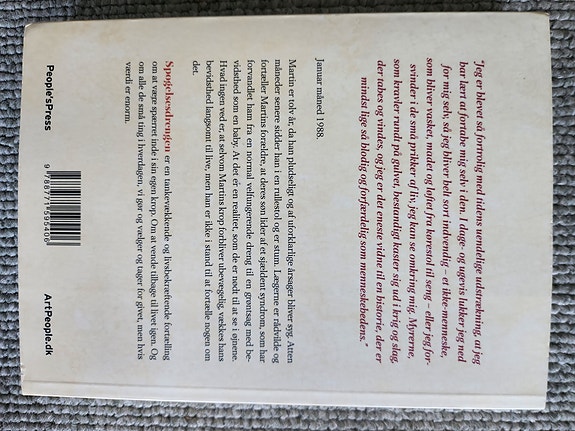 "Jeg er blevet så fortrolig med tidens uendelige udstrækning, at jeg
har lært at fortabe mig selv i den. I dage- og ugevis lukker jeg ned
for mig selv, så jeg bliver helt sort indvendig – et ikke-menneske,
som bliver vasket, madet og løftet fra kørestol til seng – eller jeg for-
svinder i de små prikker af liv, jeg kan se omkring mig. Myrerne,
som kravler rundt på gulvet, bestandigt kaster sig ud i krig og slag,
der tabes og vindes, og jeg er det eneste vidne til en historie, der er
mindst lige så blodig og forfærdelig som menneskehedens."
Januar måned 1988.
Martin er tolv år, da han pludseligt og af uforklarlige årsager bliver syg. Atten
måneder senere sidder han i en rullestol og er stum. Lægerne er rådvilde og
fortæller Martins forældre, at deres søn lider af et sjældent syndrom, som har
forvandlet ham fra en normal velfungerende dreng til en grøntsag med be-
vidsthed som en baby. At det er en realitet, som de er nødt til at se i øjnene.
Hvad ingen ved er, at selvom Martins krop forbliver ubevægelig, vækkes hans
bevidsthed langsomt til live, men han er ikke i stand til at fortælle nogen om
det.
Spøgelsesdrengen er en tankevækkende og livsbekræftende fortælling
om at være spærret inde i sin egen krop. Om at vende tilbage til livet igen. Og
om alle de små ting i hverdagen, vi gør og vælger og tager for givet, men hvis
værdi er enorm.
People'sPress
9 788771 595406
ArtPeople.dk